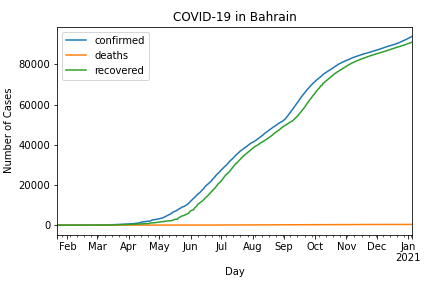 COVID-19 in Bahrain
confirmed
deaths
recovered
Number of Cases
80000
60000
40000
20000
0
Feb Mar Apr May Jun Jul Aug Sep Oct Nov Dec Jan
2021
Day